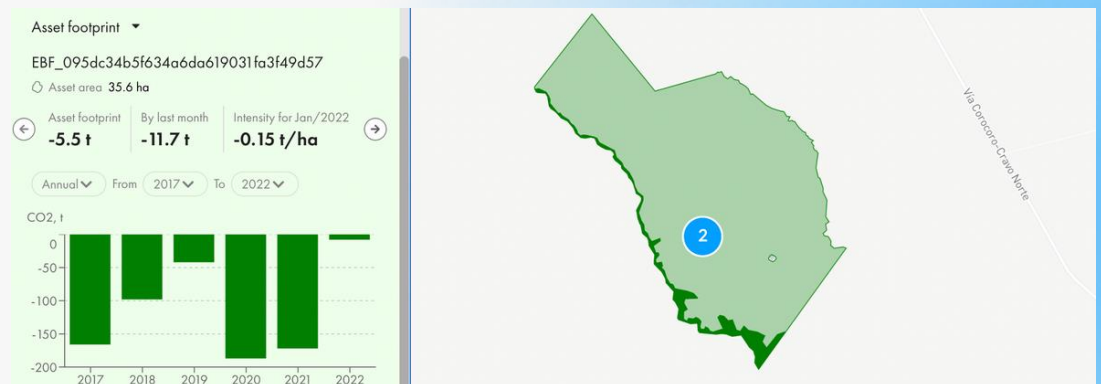 Asset footprint
EBF_095dc34b5f634a6da619031fa3f49d57
Asset area 35.6 ha
Asset footprint
-5.5 t
By last month
-11.7 t
Intensity for Jan/2022
-0.15 t/ha
Annual From 2017 To 2022
CO2, t
0
-50
-100
-150
-200
2017 2018 2019 2020 2021 2022
2
Vía Corocoro-Cravo Norte